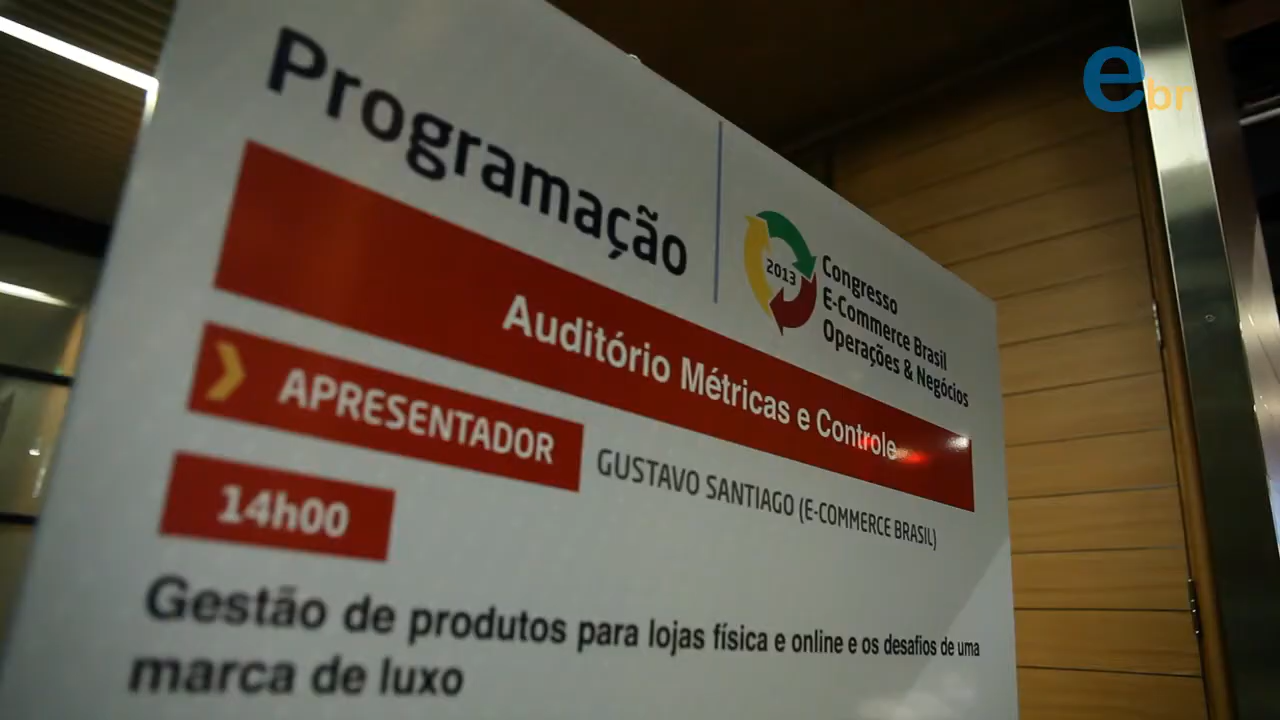 ebr
Programação
2013
Congresso
E-Commerce Brasil
Operações & Negócios
Auditório Métricas e Controle
APRESENTADOR
GUSTAVO SANTIAGO (E-COMMERCE BRASIL)
14h00
Gestão de produtos para lojas física e online e os desafios de uma
marca de luxo